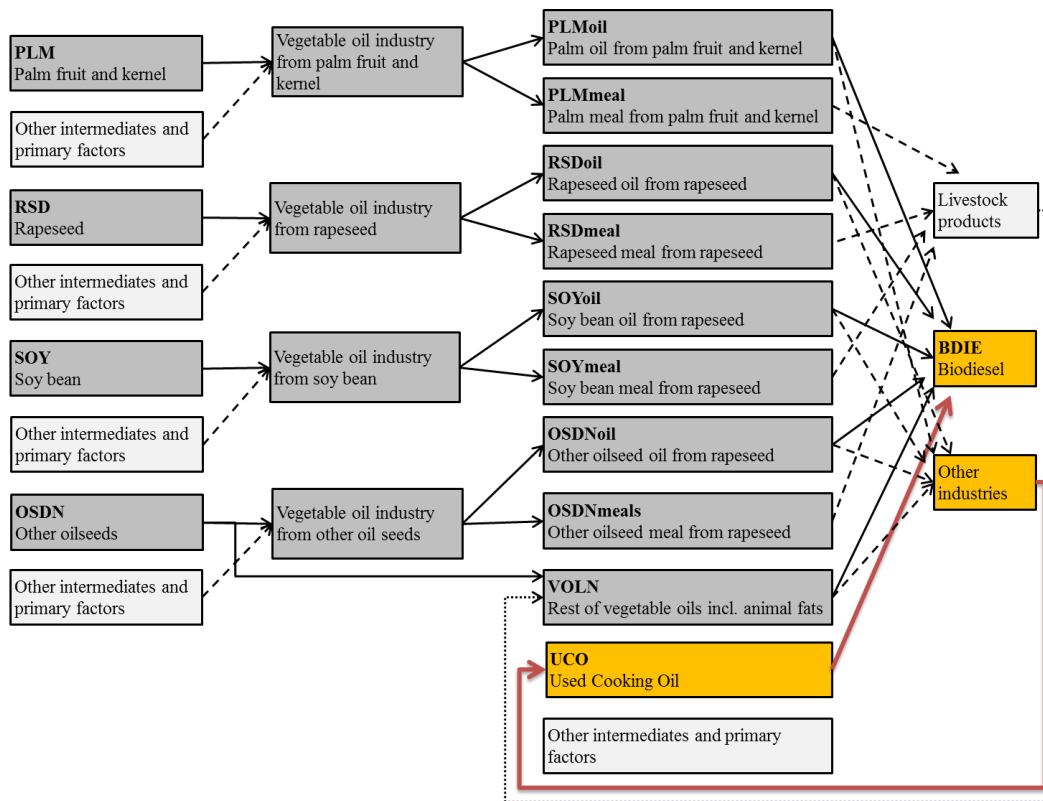 PLM
Palm fruit and kernel
Other intermediates and
primary factors
RSD
Rapeseed
Other intermediates and
primary factors
SOY
Soy bean
Other intermediates and
primary factors
OSDN
Other oilseeds
Other intermediates and
primary factors
Vegetable oil industry
from palm fruit and
kernel
Vegetable oil industry
from rapeseed
Vegetable oil industry
from soy bean
Vegetable oil industry
from other oil seeds
PLMoil
Palm oil from palm fruit and kernel
PLMmeal
Palm meal from palm fruit and kernel
RSDoil
Rapeseed oil from rapeseed
RSDmeal
Rapeseed meal from rapeseed
SOYoil
Soy bean oil from rapeseed
SOYmeal
Soy bean meal from rapeseed
OSDNoil
Other oilseed oil from rapeseed
OSDNmeals
Other oilseed meal from rapeseed
VOLN
Rest of vegetable oils incl. animal fats
UCO
Used Cooking Oil
Other intermediates and primary
factors
Livestock
products
BDIE
Biodiesel
Other
industries